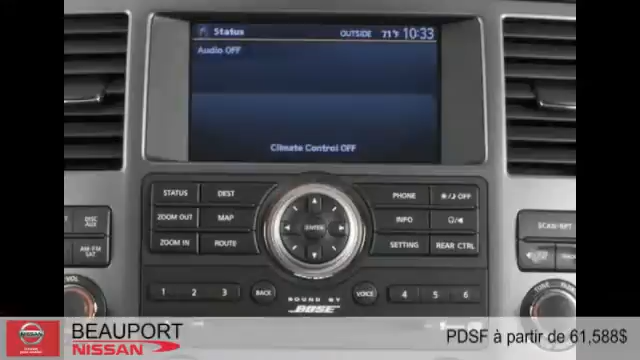 Status OUTSIDE 71°F 10:33
Audio OFF
Climate Control OFF
STATUS DEST
PHONE OFF
ZOOM OUT MAP
INFO
ENTER
ZOOM IN ROUTE
SETTING REAR CTRL
DISC
AUX
AM·FM
SAT
SCAN/RPT
VOL
TUNE
1 2 3 BACK
VOICE 4 5 6
SOUND BY
BOSE
NISSAN
BEAUPORT
NISSAN
PDSF à partir de 61,588$